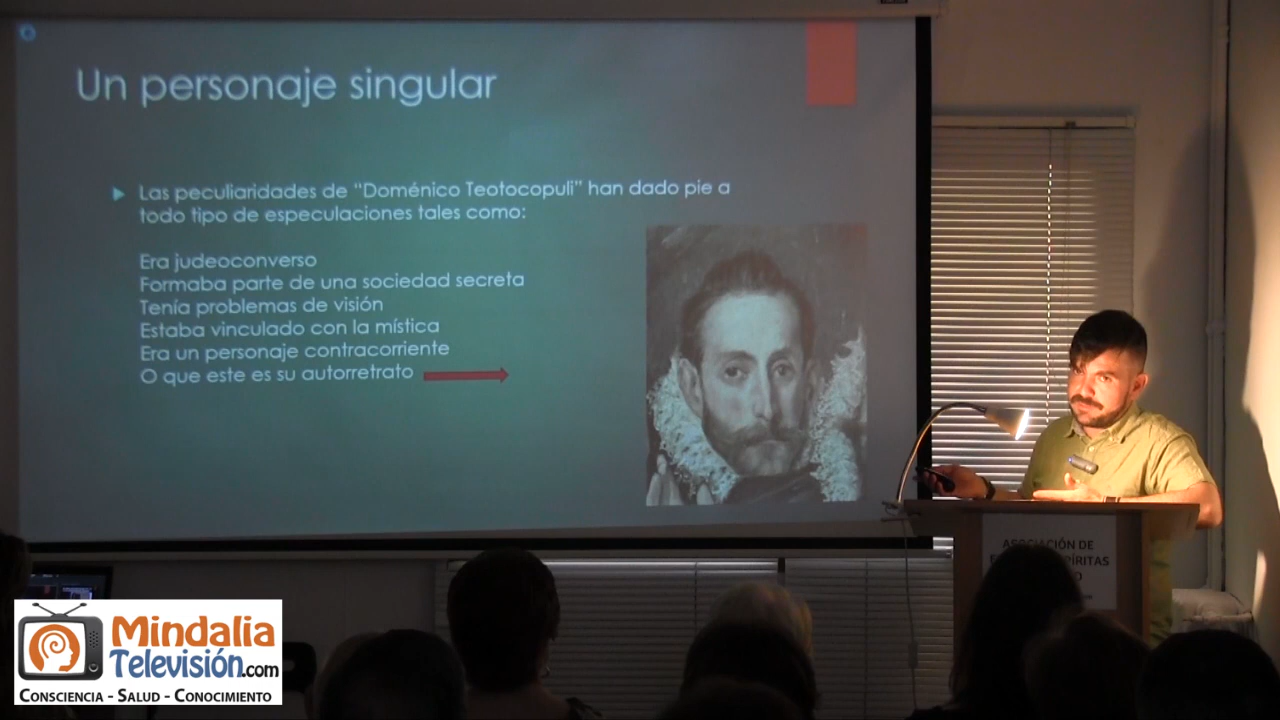 Un personaje singular
Las peculiaridades de “Doménico Teotocopuli” han dado pie a
todo tipo de especulaciones tales como:
Era judeoconverso
Formaba parte de una sociedad secreta
Tenía problemas de visión
Estaba vinculado con la mística
Era un personaje contracorriente
O que este es su autorretrato
ASOCIACIÓN DE
Mindalia
Televisión.com
CONSCIENCIA - SALUD - CONOCIMIENTO